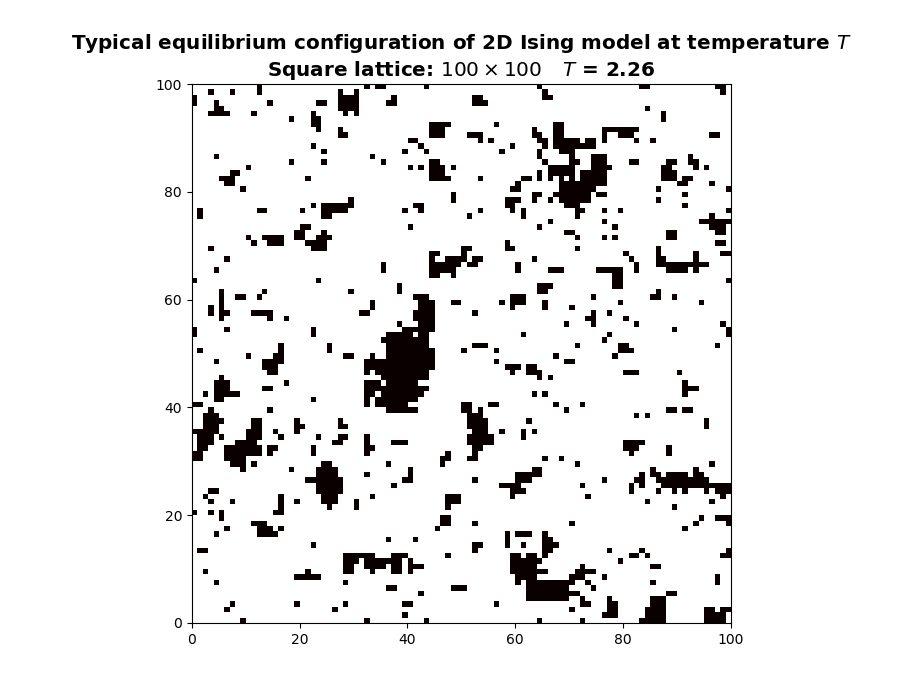 Typical equilibrium configuration of 2D Ising model at temperature T
Square lattice: 100 × 100 T = 2.26
100
80
60
40
20
0
0 20 40 60 80 100